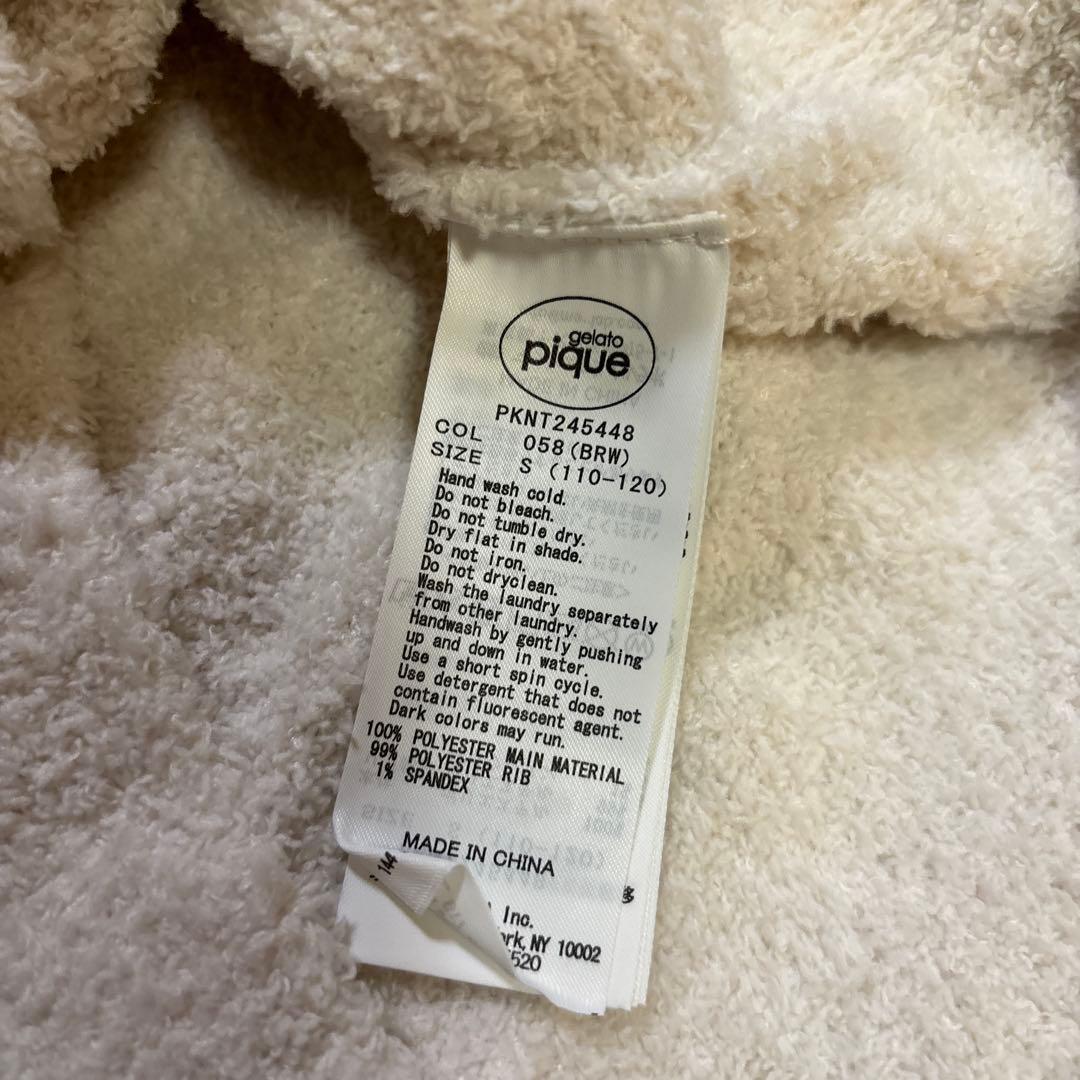 gelato
pique
PKNT245448
COL 058(BRW)
SIZE S (110-120)
Hand wash cold.
Do not bleach.
Do not tumble dry.
Dry flat in shade.
Do not iron.
Do not dryclean.
Wash the laundry separately
from other laundry.
Handwash by gently pushing
up and down in water.
Use a short spin cycle.
Use detergent that does not
contain fluorescent agent.
Dark colors may run.
100% POLYESTER MAIN MATERIAL
99% POLYESTER RIB
1% SPANDEX
MADE IN CHINA
: 144
Inc.
rk, NY 10002
520